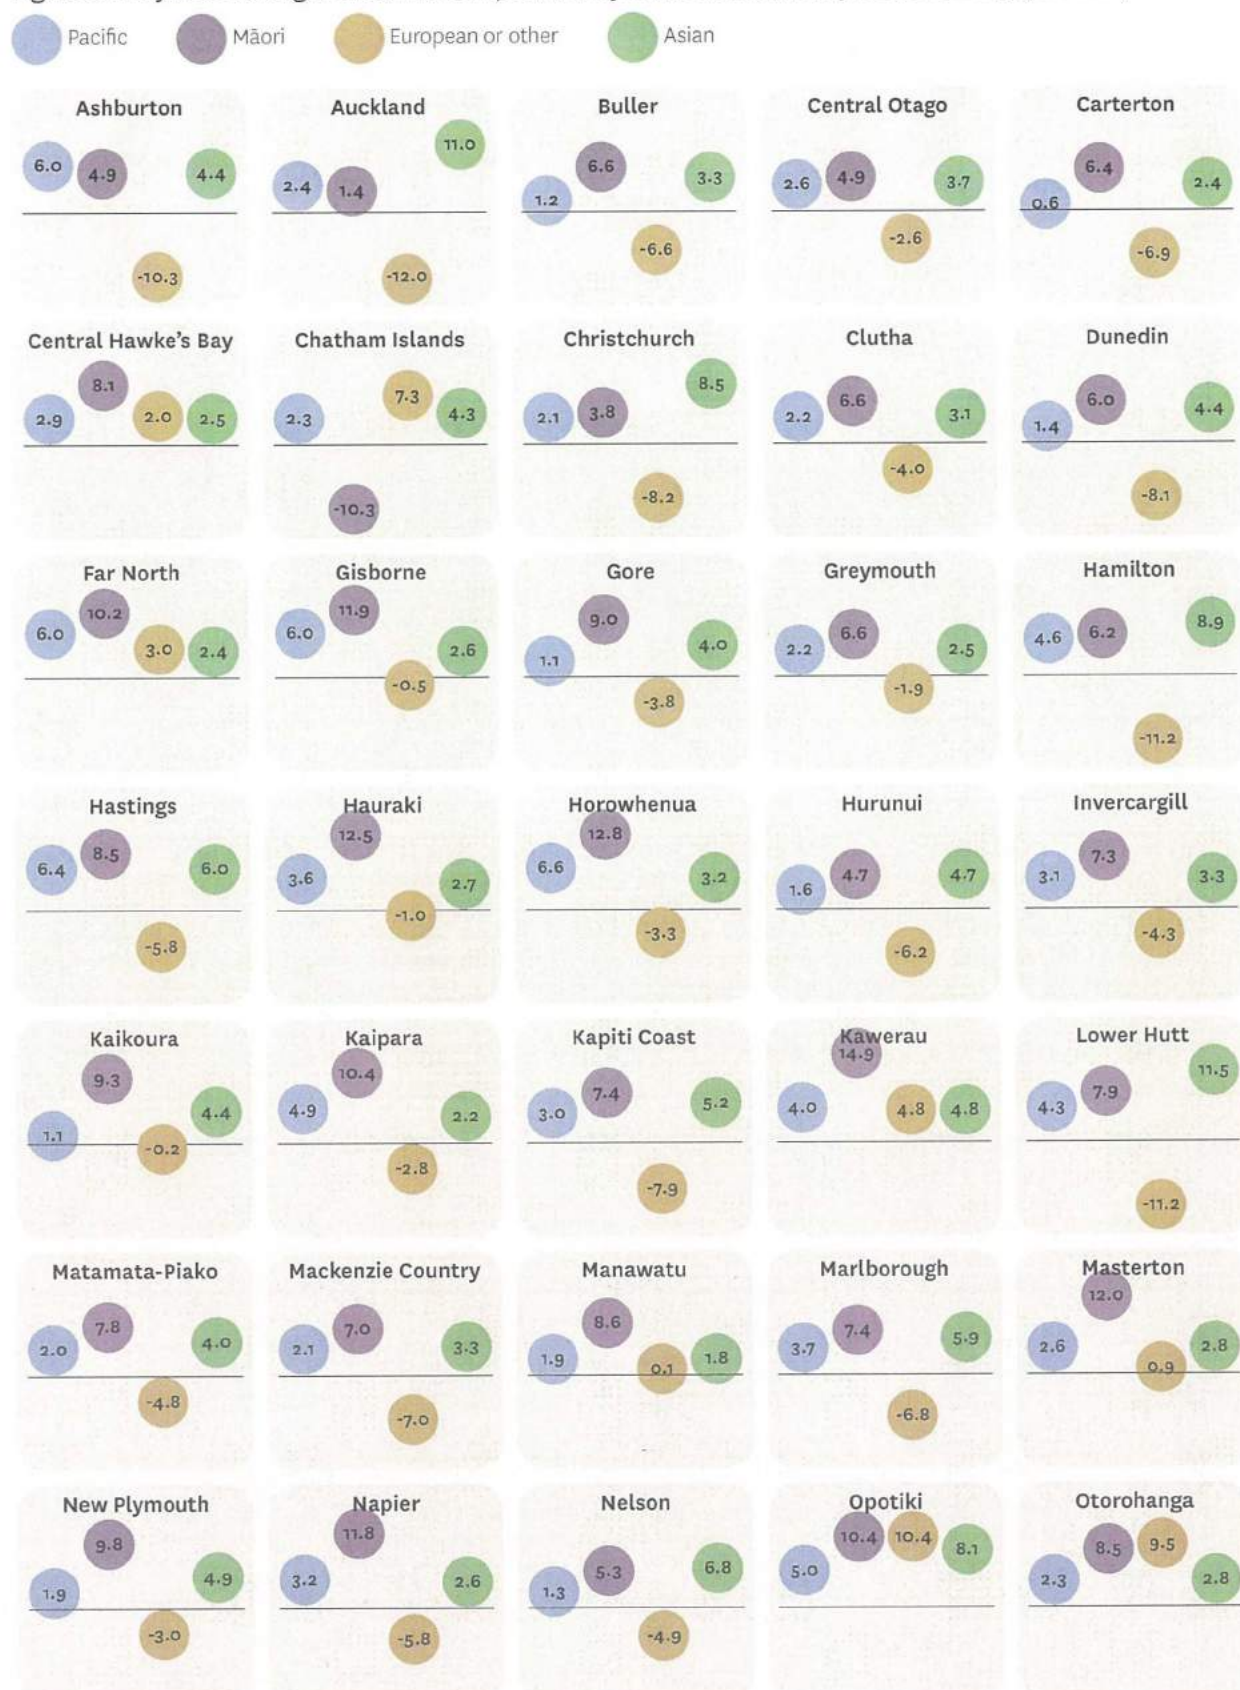 Pacific Māori European or other Asian
Ashburton Auckland Buller Central Otago Carterton
6.0 4.9 -10.3 4.4 2.4 1.4 -12.0 11.0 1.2 6.6 -6.6 3.3 2.6 4.9 -2.6 3.7 0.6 6.4 -6.9 2.4
Central Hawke's Bay Chatham Islands Christchurch Clutha Dunedin
2.9 8.1 2.0 2.5 2.3 -10.3 7.3 4.3 2.1 3.8 -8.2 8.5 2.2 6.6 -4.0 3.1 1.4 6.0 -8.1 4.4
Far North Gisborne Gore Greymouth Hamilton
6.0 10.2 3.0 2.4 6.0 11.9 -0.5 2.6 1.1 9.0 -3.8 4.0 2.2 6.6 -1.9 2.5 4.6 6.2 -11.2 8.9
Hastings Hauraki Horowhenua Hurunui Invercargill
6.4 8.5 -5.8 6.0 3.6 12.5 -1.0 2.7 6.6 12.8 -3.3 3.2 1.6 4.7 -6.2 4.7 3.1 7.3 -4.3 3.3
Kaikoura Kaipara Kapiti Coast Kawerau Lower Hutt
1.1 9.3 -0.2 4.4 4.9 10.4 -2.8 2.2 3.0 7.4 -7.9 5.2 4.0 14.9 4.8 4.8 4.3 7.9 -11.2 11.5
Matamata-Piako Mackenzie Country Manawatu Marlborough Masterton
2.0 7.8 -4.8 4.0 2.1 7.0 -7.0 3.3 1.9 8.6 0.1 1.8 3.7 7.4 -6.8 5.9 2.6 12.0 0.9 2.8
New Plymouth Napier Nelson Opotiki Otorohanga
1.9 9.8 -3.0 4.9 3.2 11.8 -5.8 2.6 1.3 5.3 -4.9 6.8 5.0 10.4 10.4 8.1 2.3 8.5 9.5 2.8